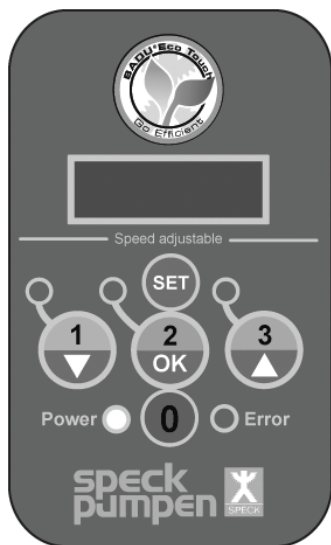 BADU®Eco Touch
Go Efficient
Speed adjustable
SET
1 2 3
OK
Power 0 Error
speck
pumpen
SPECK